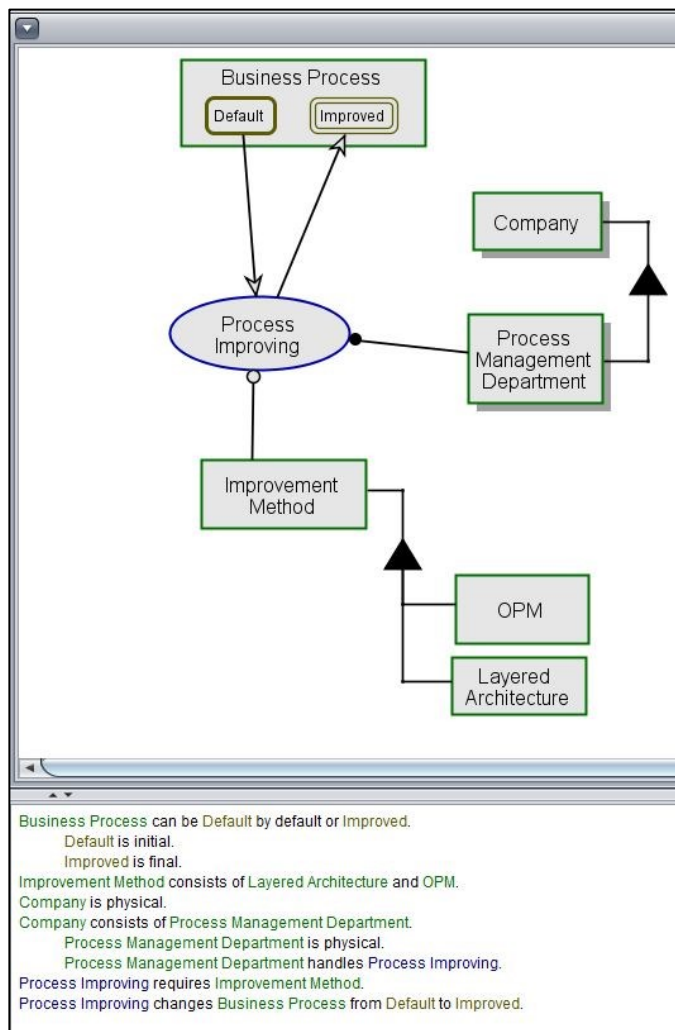 Business Process
Default
Improved
Company
Process
Improving
Process
Management
Department
Improvement
Method
OPM
Layered
Architecture
Business Process can be Default by default or Improved.
Default is initial.
Improved is final.
Improvement Method consists of Layered Architecture and OPM.
Company is physical.
Company consists of Process Management Department.
Process Management Department is physical.
Process Management Department handles Process Improving.
Process Improving requires Improvement Method.
Process Improving changes Business Process from Default to Improved.